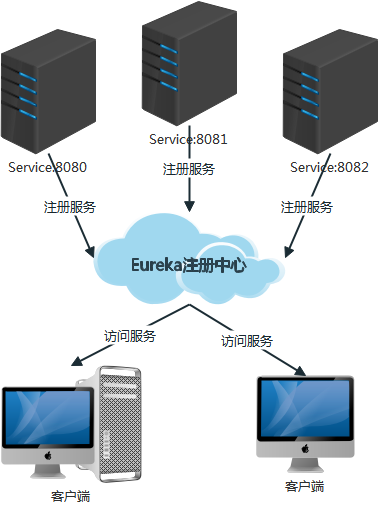 Service:8081
Service:8080
Service:8082
注册服务
注册服务
注册服务
Eureka注册中心
访问服务
访问服务
客户端
客户端